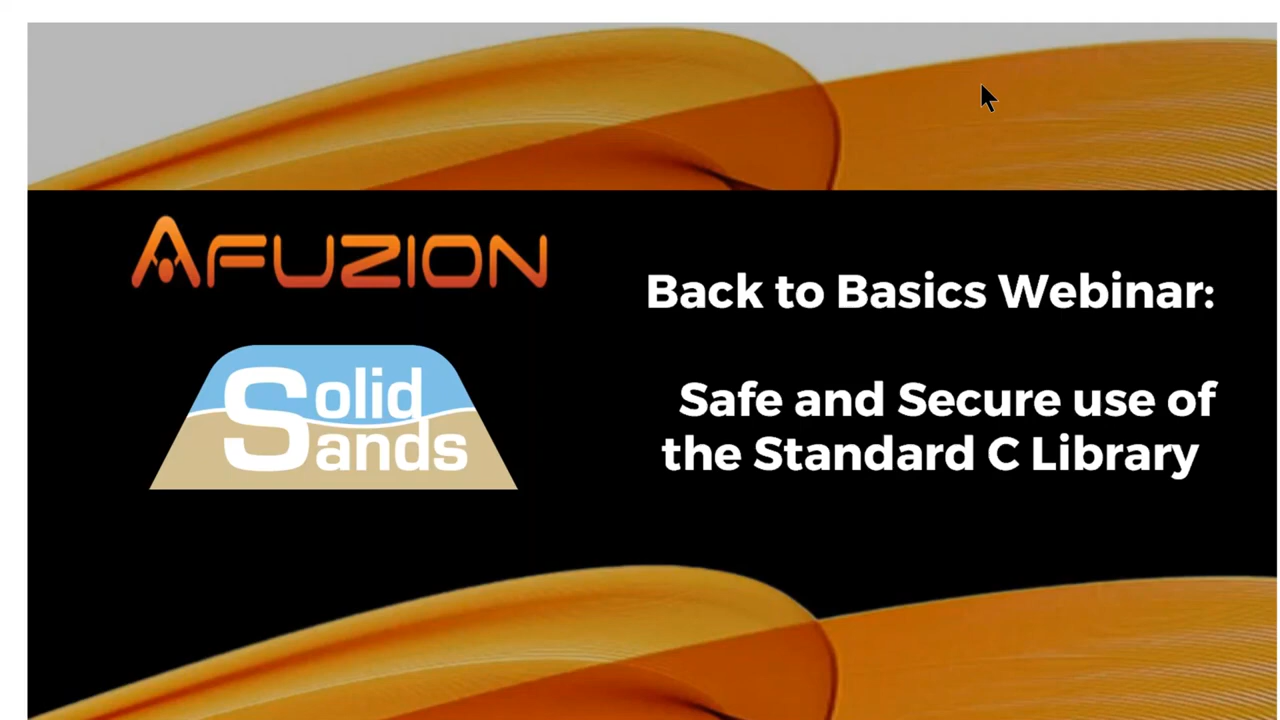 AFUZION
Solid
Sands
Back to Basics Webinar:
Safe and Secure use of
the Standard C Library